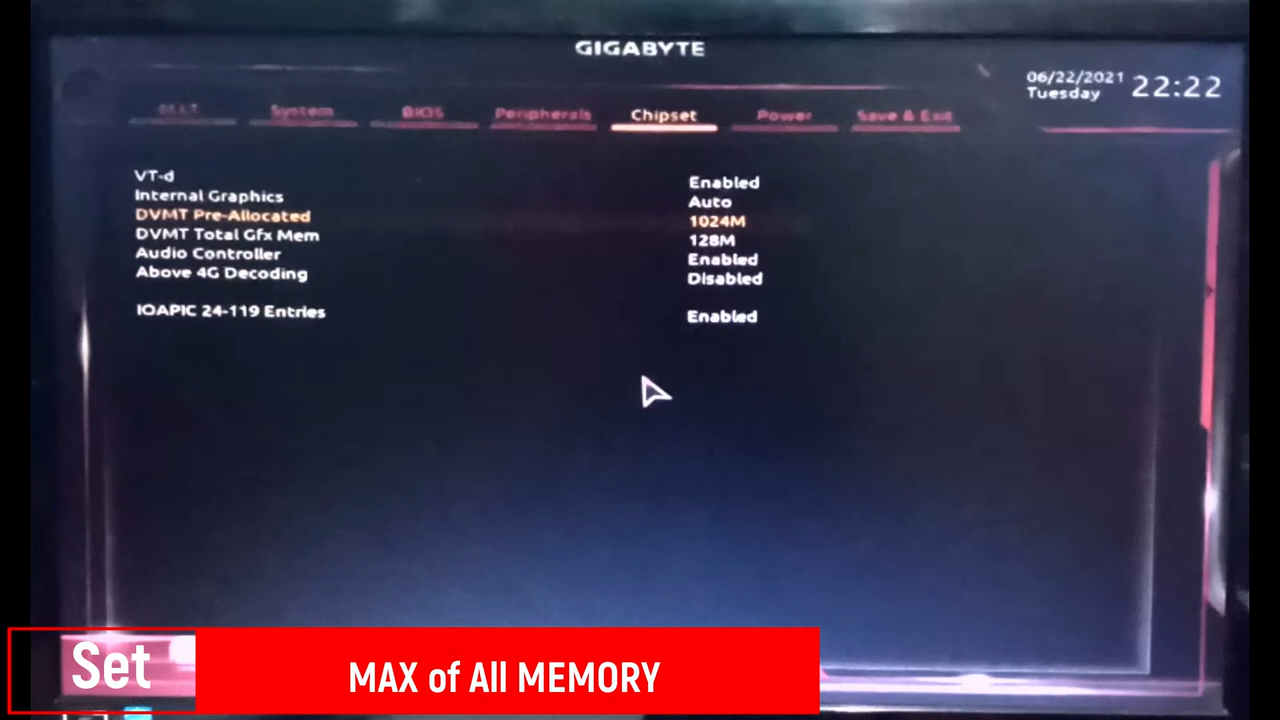 GIGABYTE
06/22/2021
Tuesday
22:22
System
BIOS
Peripherals
Chipset
Power
Save & Exit
VT-d Enabled
Internal Graphics Auto
DVMT Pre-Allocated 1024M
DVMT Total Gfx Mem 128M
Audio Controller Enabled
Above 4G Decoding Disabled
IOAPIC 24-119 Entries Enabled
Set
MAX of All MEMORY